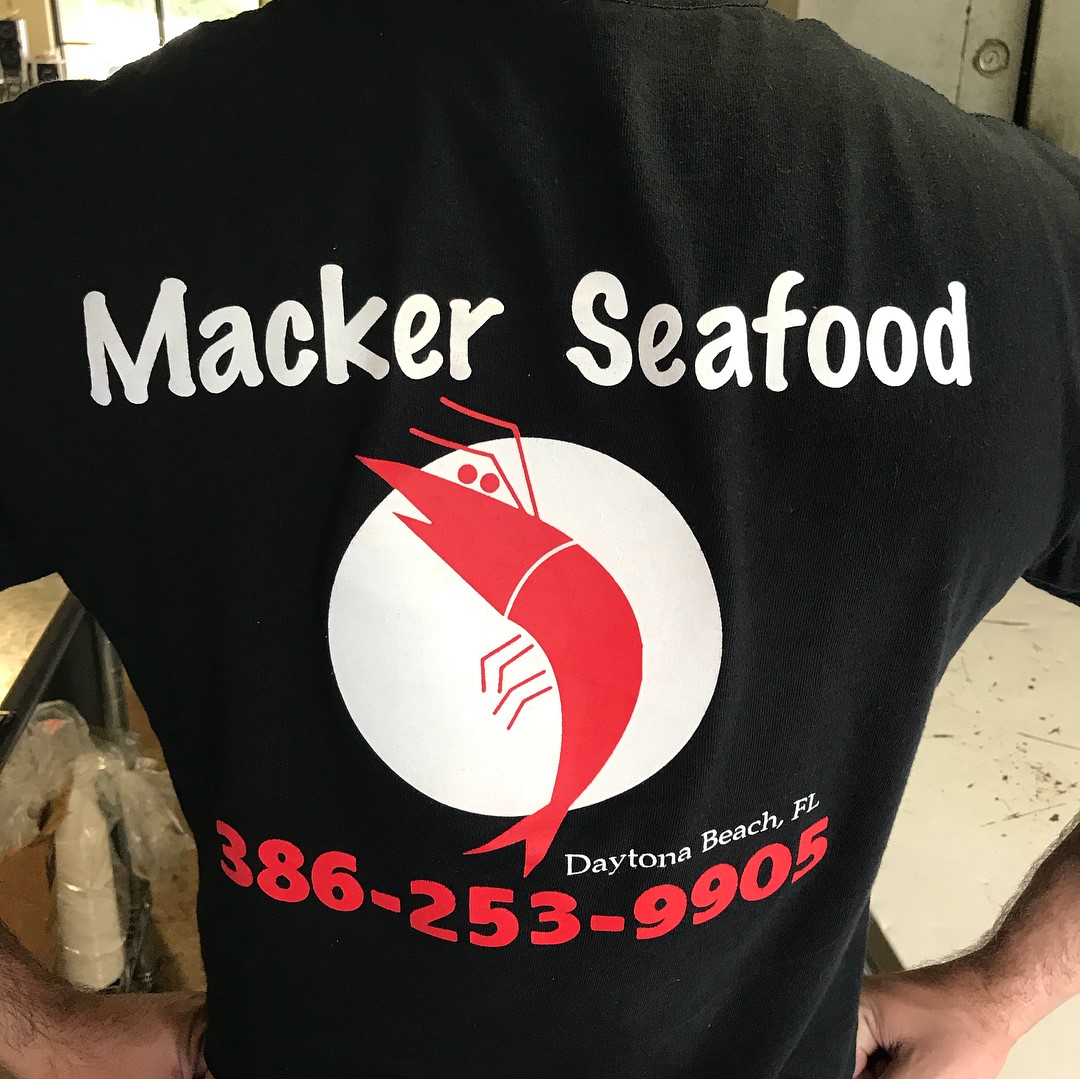 Macker Seafood
Daytona Beach, FL
386-253-9905